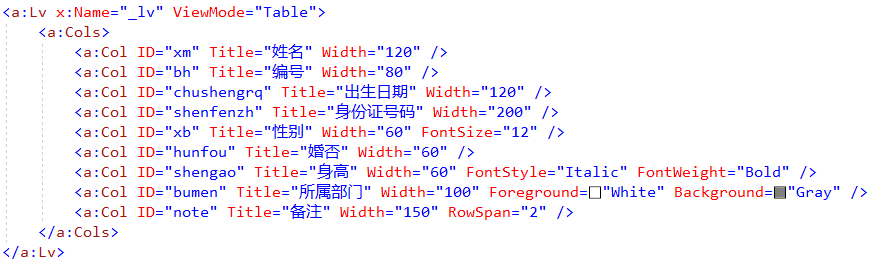 <a:Lv x:Name="_lv" ViewMode="Table">
<a:Cols>
<a:Col ID="xm" Title="姓名" Width="120" />
<a:Col ID="bh" Title="编号" Width="80" />
<a:Col ID="chushengrq" Title="出生日期" Width="120" />
<a:Col ID="shenfenzh" Title="身份证号码" Width="200" />
<a:Col ID="xb" Title="性别" Width="60" FontSize="12" />
<a:Col ID="hunfou" Title="婚否" Width="60" />
<a:Col ID="shengao" Title="身高" Width="60" FontStyle="Italic" FontWeight="Bold" />
<a:Col ID="bumen" Title="所属部门" Width="100" Foreground="White" Background="Gray" />
<a:Col ID="note" Title="备注" Width="150" RowSpan="2" />
</a:Cols>
</a:Lv>